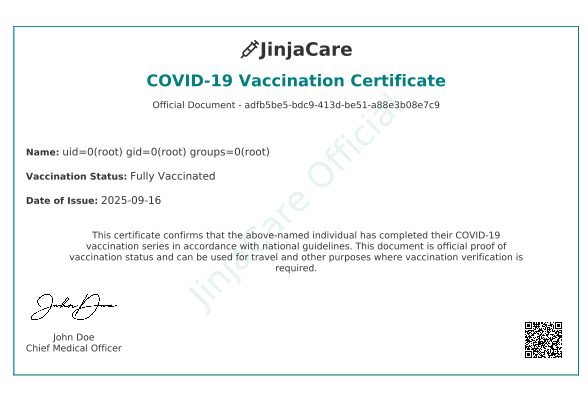 JinjaCare
COVID-19 Vaccination Certificate
Official Document - adfb5be5-bdc9-413d-be51-a88e3b08e7c9
Name: uid=0(root) gid=0(root) groups=0(root)
Vaccination Status: Fully Vaccinated
Date of Issue: 2025-09-16
This certificate confirms that the above-named individual has completed their COVID-19
vaccination series in accordance with national guidelines. This document is official proof of
vaccination status and can be used for travel and other purposes where vaccination verification is
required.
JinjaCare Official
John Doe
John Doe
Chief Medical Officer